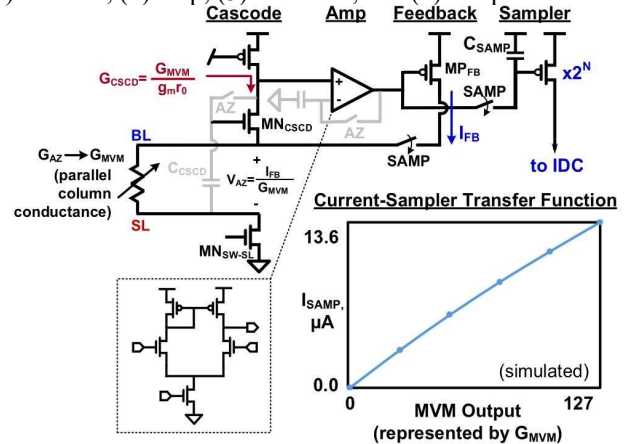 Cascode Amp Feedback Sampler
C_SAMP
MP_FB
x2^N
G_CSCD = G_MVM / g_m r_0
+
-
AZ
AZ
SAMP
MN_CSCD
I_FB
BL
SAMP
to IDC
G_AZ → G_MVM
(parallel
column
conductance)
C_CSCD
+
V_AZ = I_FB / G_MVM
-
SL
MN_SW-SL
Current-Sampler Transfer Function
13.6
I_SAMP,
µA
(simulated)
0.0
0 127
MVM Output
(represented by G_MVM)